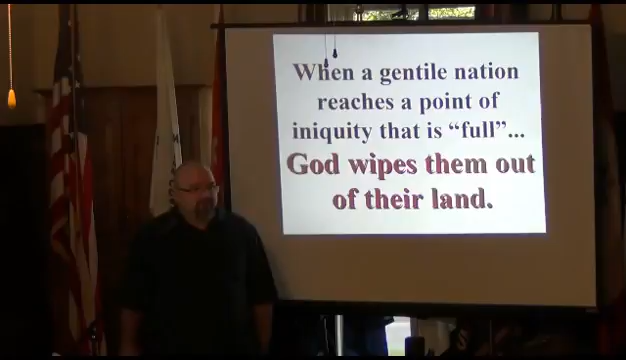 When a gentile nation
reaches a point of
iniquity that is “full”...
God wipes them out
of their land.